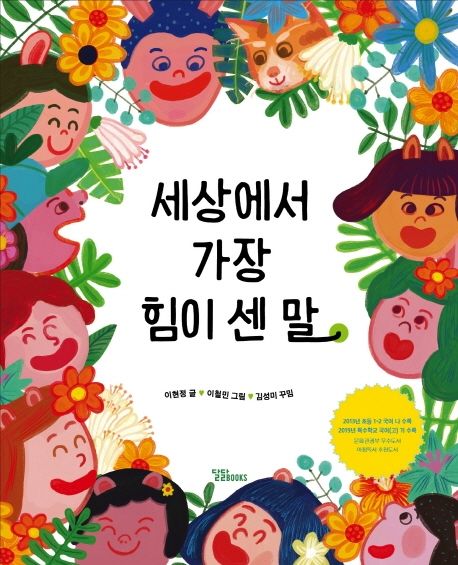 세상에서
가장
힘이 센 말
이현정 글 ♥ 이철민 그림 ♥ 김성미 꾸밈
2013년 초등 1-2 국어 나 수록
2015년 특수학교 국어(고) 가 수록
문화관광부 우수도서
아침독서 추천도서
달달BOOKS